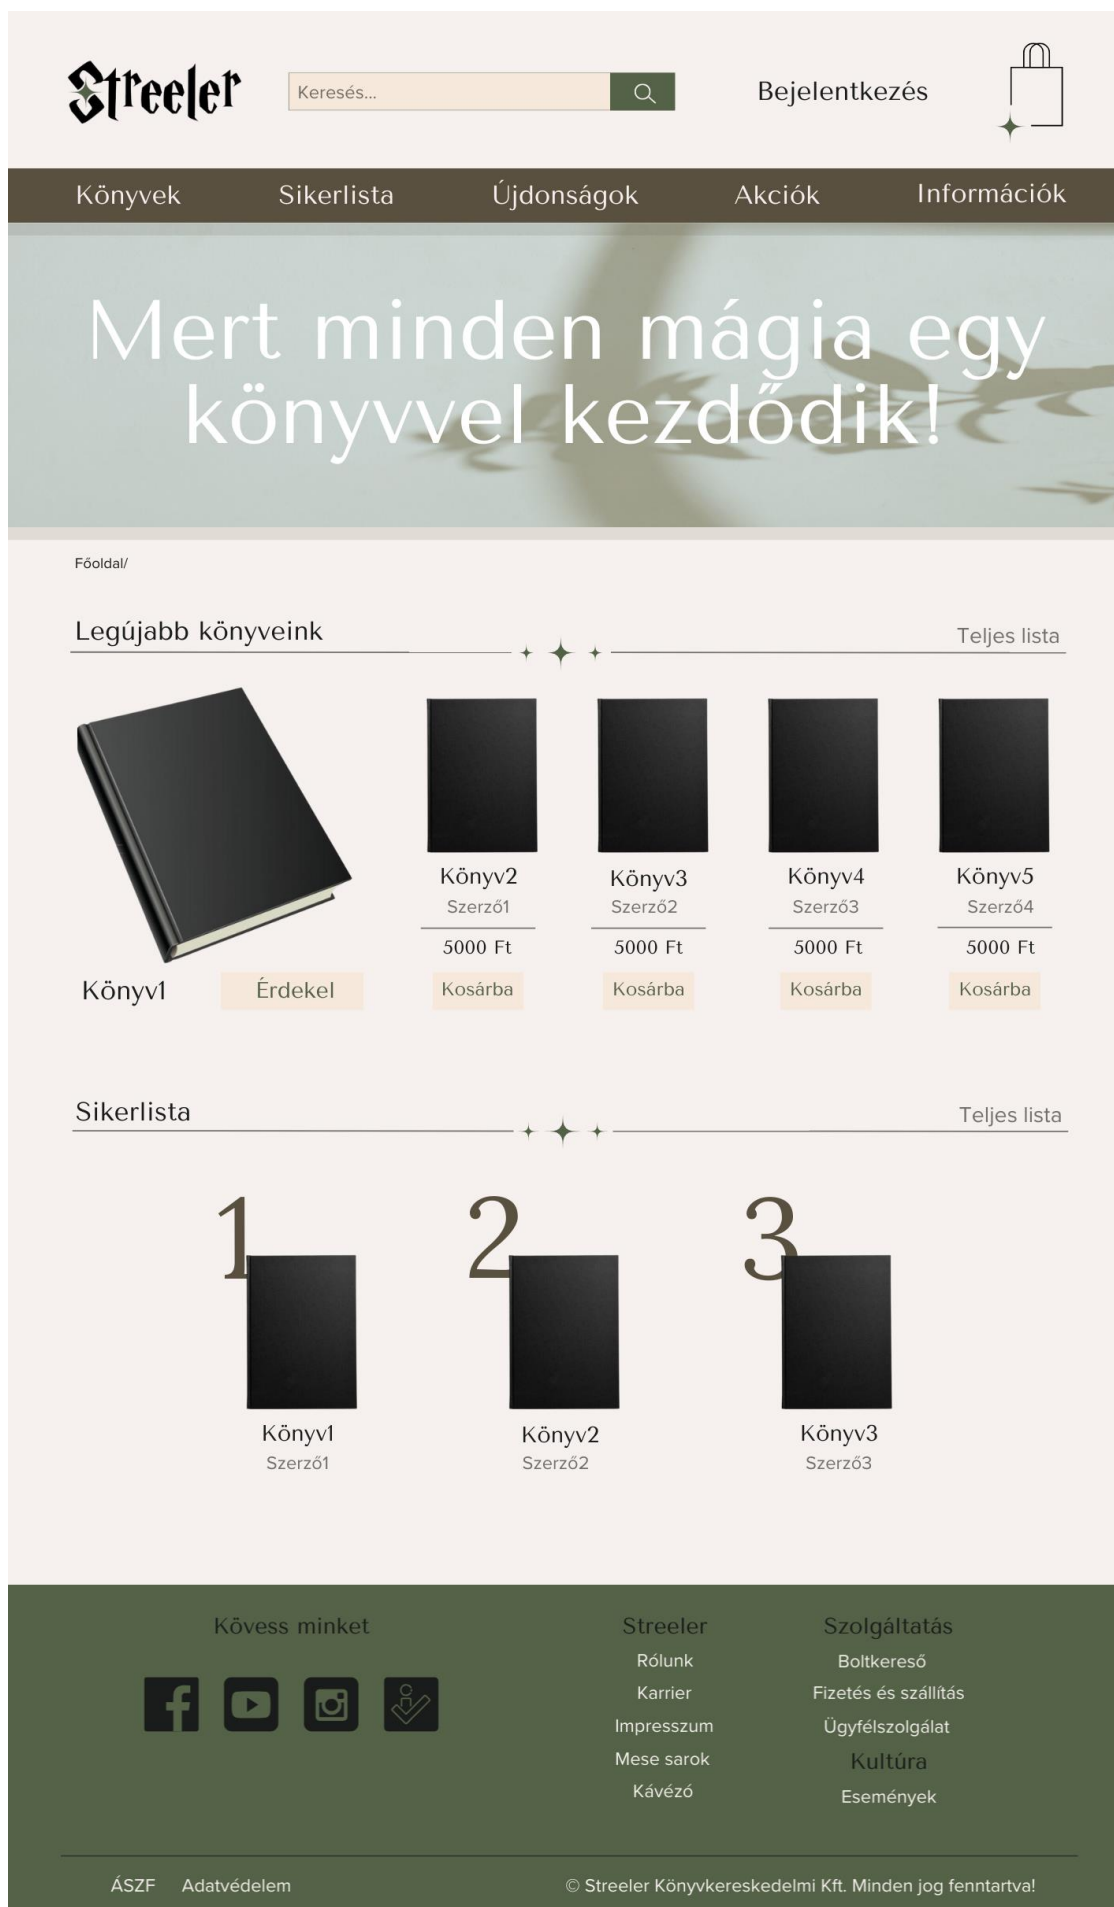 Streeler
Keresés...
Bejelentkezés
Könyvek Sikerlista Újdonságok Akciók Információk
Mert minden mágia egy
könyvvel kezdődik!
Főoldal/
Legújabb könyveink
Teljes lista
Könyv2 Könyv3 Könyv4 Könyv5
Szerző1 Szerző2 Szerző3 Szerző4
5000 Ft 5000 Ft 5000 Ft 5000 Ft
Könyv1 Érdekel Kosárba Kosárba Kosárba Kosárba
Sikerlista
Teljes lista
1 2 3
Könyv1 Könyv2 Könyv3
Szerző1 Szerző2 Szerző3
Kövess minket
Streeler
Rólunk
Karrier
Impresszum
Mese sarok
Kávézó
Szolgáltatás
Boltkereső
Fizetés és szállítás
Ügyfélszolgálat
Kultúra
Események
ÁSZF Adatvédelem
© Streeler Könyvkereskedelmi Kft. Minden jog fenntartva!